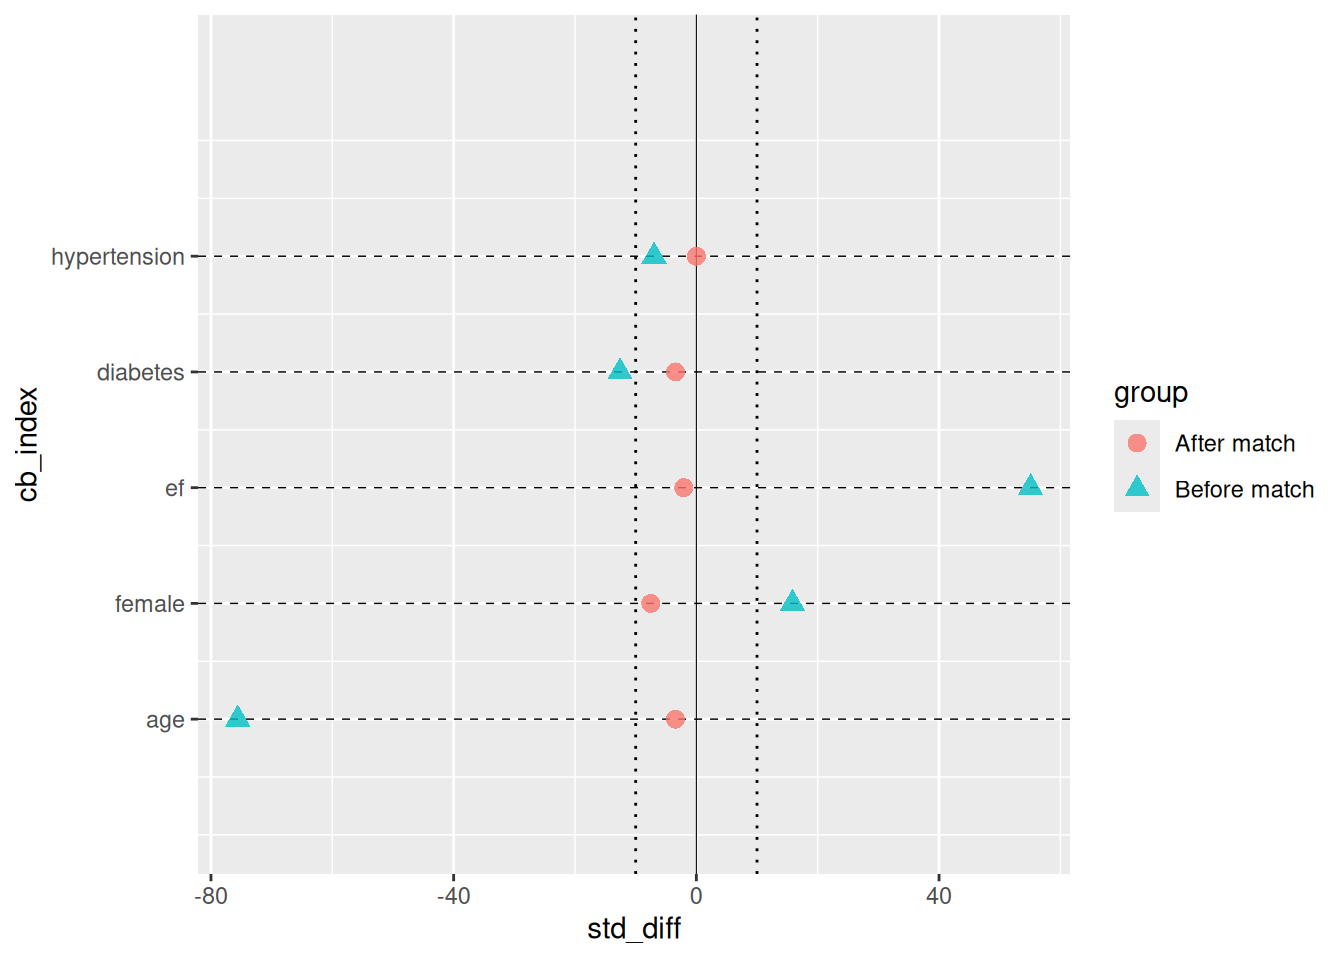 hypertension
diabetes
ef
female
age
cb_index
-80
-40
0
40
std_diff
group
After match
Before match